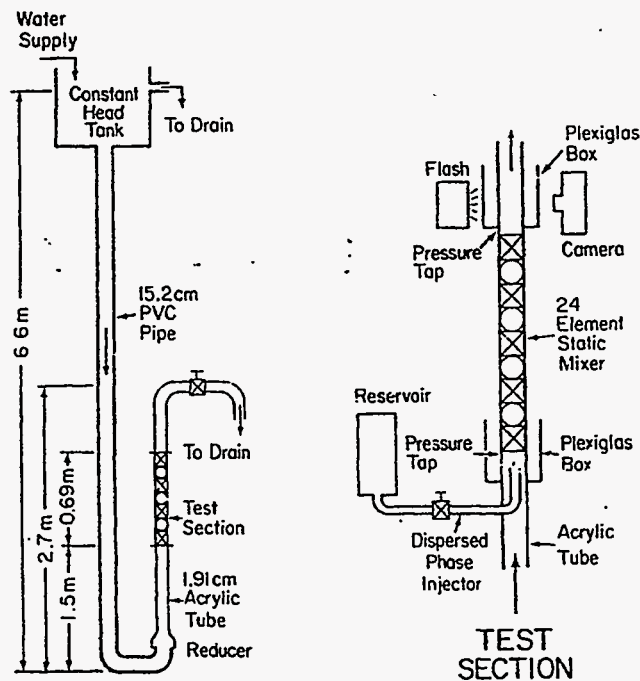 Water
Supply
Constant
Head
Tank
To Drain
15.2cm
PVC
Pipe
6.6m
2.7m
0.69m
1.5m
To Drain
Test
Section
1.91cm
Acrylic
Tube
Reducer
Flash
Plexiglas
Box
Pressure
Tap
Camera
24
Element
Static
Mixer
Reservoir
Pressure
Tap
Plexiglas
Box
Dispersed
Phase
Injector
Acrylic
Tube
TEST
SECTION